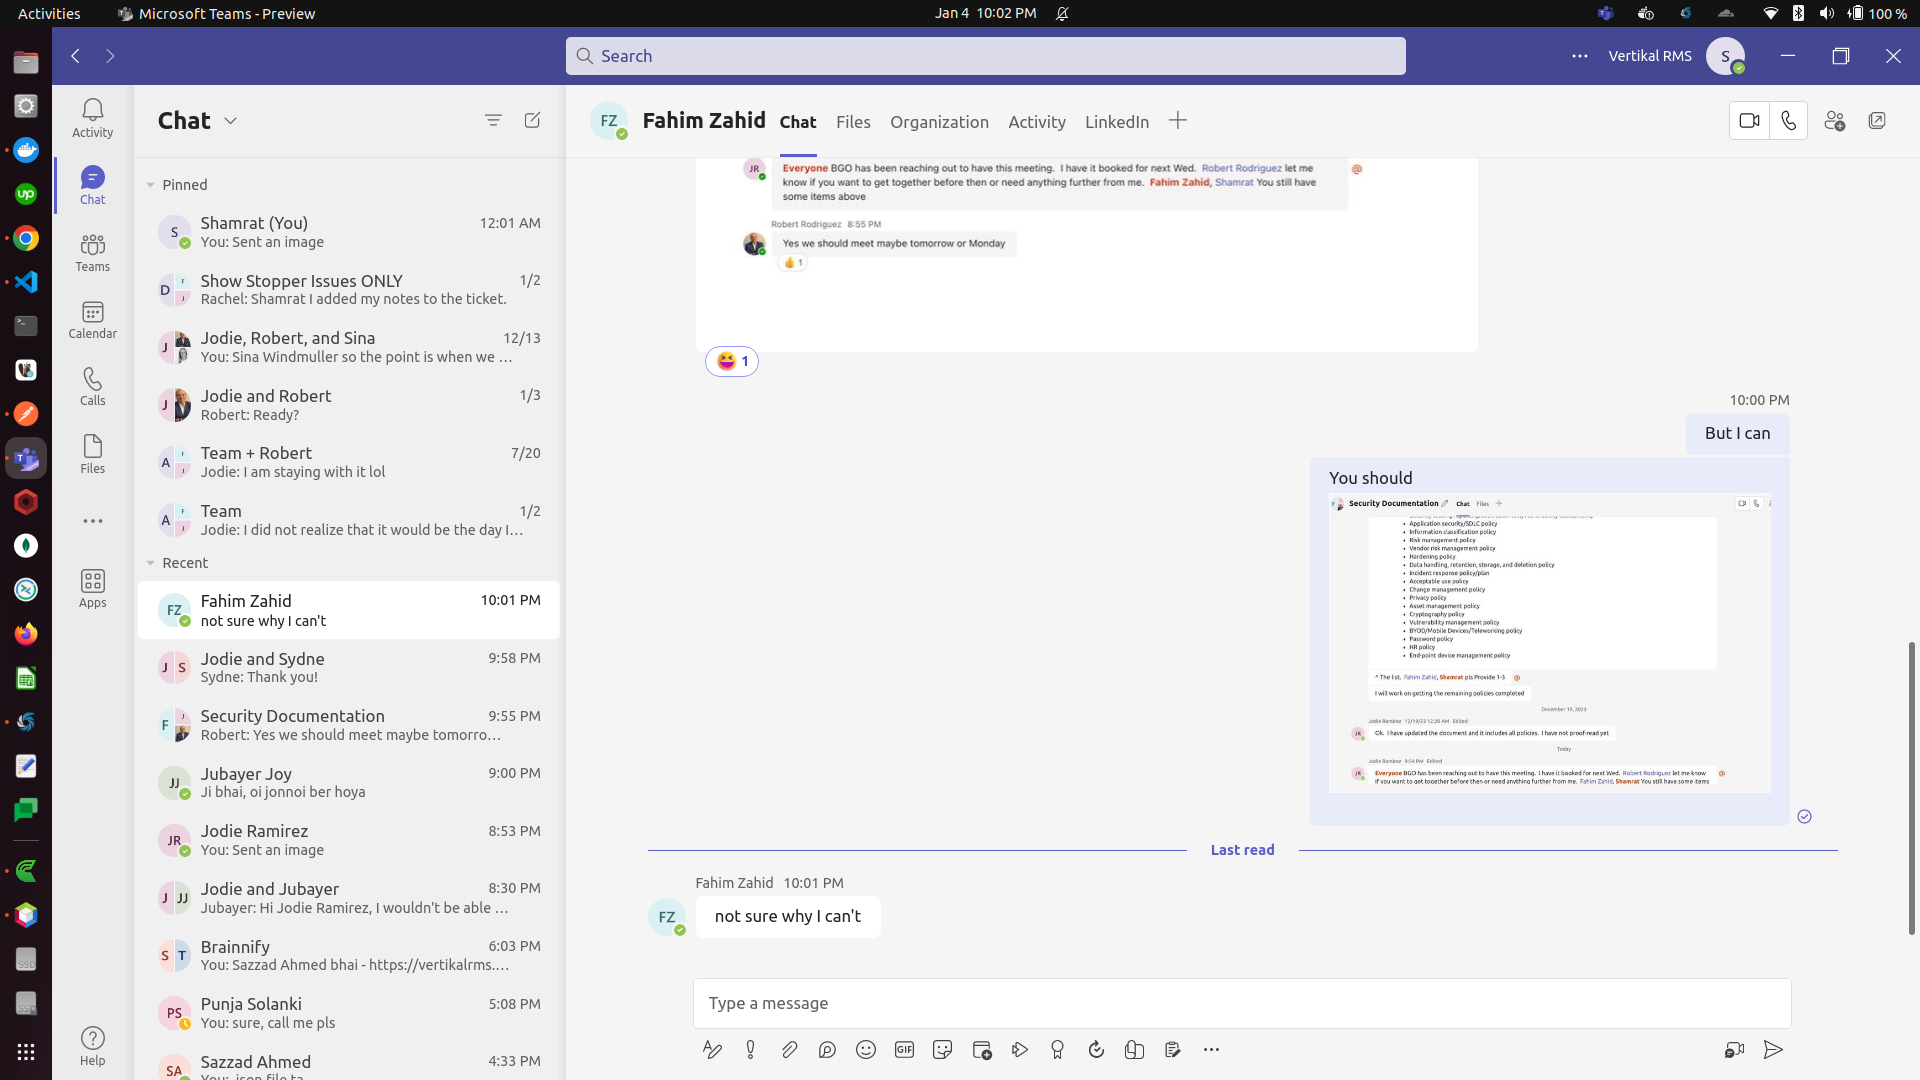 Activities
Microsoft Teams - Preview
Jan 4 10:02 PM
100 %
Search
Vertikal RMS
S
Activity
Chat
Teams
Calendar
Calls
Files
Apps
Help
Chat
Pinned
S
Shamrat (You)
12:01 AM
You: Sent an image
D F J
Show Stopper Issues ONLY
1/2
Rachel: Shamrat I added my notes to the ticket.
J
Jodie, Robert, and Sina
12/13
You: Sina Windmuller so the point is when we …
J
Jodie and Robert
1/3
Robert: Ready?
A F J
Team + Robert
7/20
Jodie: I am staying with it lol
A F J
Team
1/2
Jodie: I did not realize that it would be the day I…
Recent
FZ
Fahim Zahid
10:01 PM
not sure why I can't
J S
Jodie and Sydne
9:58 PM
Sydne: Thank you!
F J
Security Documentation
9:55 PM
Robert: Yes we should meet maybe tomorro…
JJ
Jubayer Joy
9:00 PM
Ji bhai, oi jonnoi ber hoya
JR
Jodie Ramirez
8:53 PM
You: Sent an image
J JJ
Jodie and Jubayer
8:30 PM
Jubayer: Hi Jodie Ramirez, I wouldn't be able …
S T
Brainnify
6:03 PM
You: Sazzad Ahmed bhai - https://vertikalrms.…
PS
Punja Solanki
5:08 PM
You: sure, call me pls
SA
Sazzad Ahmed
4:33 PM
FZ
Fahim Zahid
Chat
Files
Organization
Activity
LinkedIn
JR
Everyone BGO has been reaching out to have this meeting. I have it booked for next Wed. Robert Rodriguez let me
know if you want to get together before then or need anything further from me. Fahim Zahid, Shamrat You still have
some items above
Robert Rodriguez 8:55 PM
Yes we should meet maybe tomorrow or Monday
👍 1
😆 1
10:00 PM
But I can
You should
Security Documentation
Chat Files
Application security/SDLC policy
Information classification policy
Risk management policy
Vendor risk management policy
Hardening policy
Data handling, retention, storage, and deletion policy
Incident response policy/plan
Acceptable use policy
Change management policy
Privacy policy
Asset management policy
Cryptography policy
Vulnerability management policy
BYOD/Mobile Devices/Teleworking policy
Password policy
HR policy
End-point device management policy
^ The list. Fahim Zahid, Shamrat pls Provide 1-3
I will work on getting the remaining policies completed
December 19, 2023
Jodie Ramirez 12/19/23 12:20 AM Edited
JR
Ok. I have updated the document and it includes all policies. I have not proof-read yet
Today
Jodie Ramirez 9:54 PM Edited
JR
Everyone BGO has been reaching out to have this meeting. I have it booked for next Wed. Robert Rodriguez let me know
if you want to get together before then or need anything further from me. Fahim Zahid, Shamrat You still have some items
Last read
Fahim Zahid 10:01 PM
FZ
not sure why I can't
Type a message
GIF